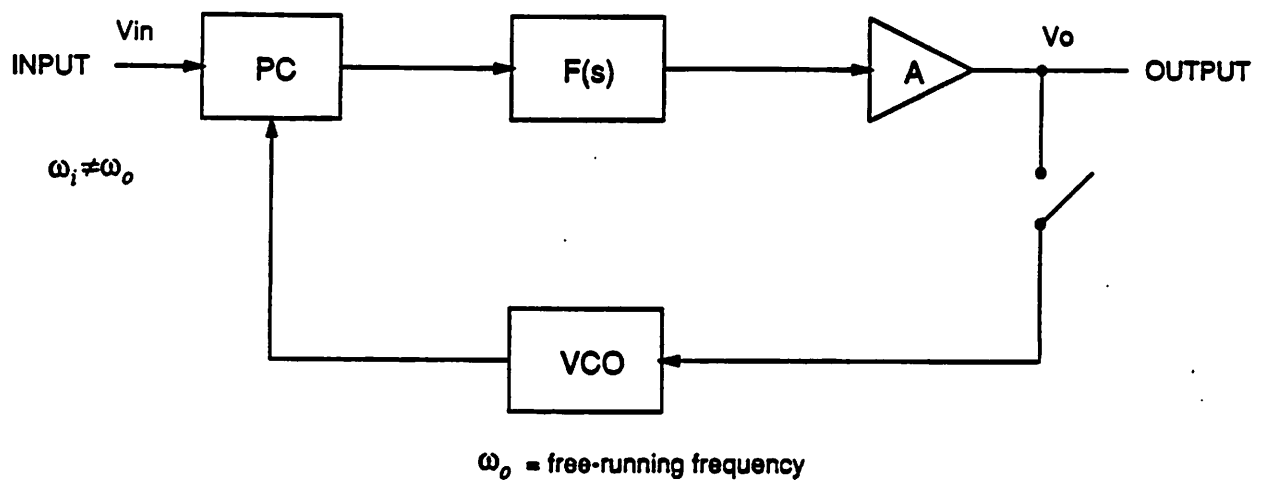 Vin
Vo
INPUT
PC
F(s)
A
OUTPUT
ωᵢ≠ωₒ
VCO
ωₒ = free-running frequency